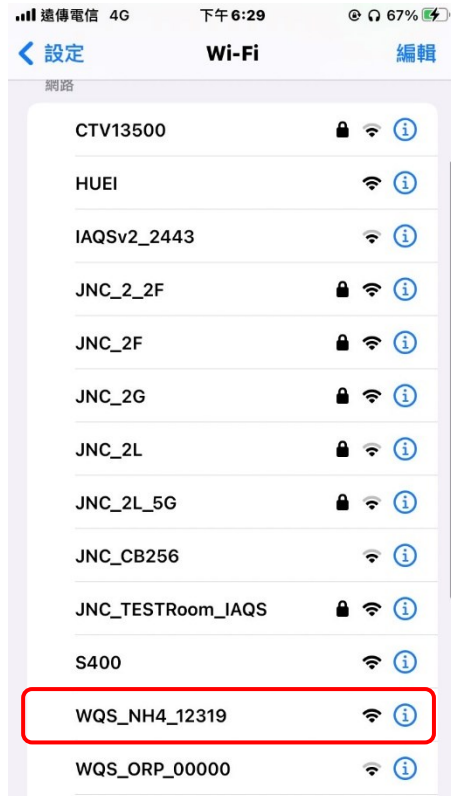 遠傳電信 4G 下午6:29 67%
設定 Wi-Fi 編輯
網路
CTV13500
HUEI
IAQSv2_2443
JNC_2_2F
JNC_2F
JNC_2G
JNC_2L
JNC_2L_5G
JNC_CB256
JNC_TESTRoom_IAQS
S400
WQS_NH4_12319
WQS_ORP_00000